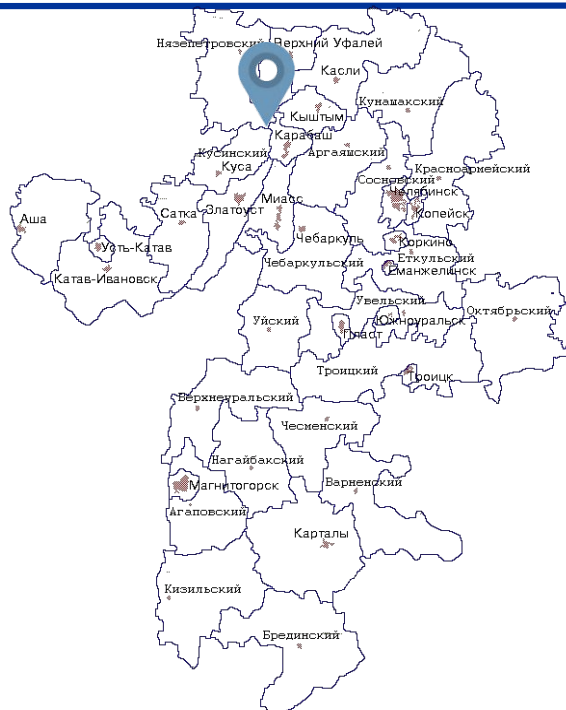 Нязепетровский
Верхний Уфалей
Касли
Кунашакский
Кыштым
Карабаш
Аргаяшский
Кусинский
Куса
Красноармейский
Сосновский
Челябинск
Миасс
Златоуст
Сатка
Копейск
Аша
Чебаркуль
Коркино
Усть-Катав
Еткульский
Чебаркульский
Еманжелинск
Катав-Ивановск
Увельский
Октябрьский
Уйский
Южноуральск
Пласт
Троицкий
Троицк
Верхнеуральский
Чесменский
Нагайбакский
Варненский
Магнитогорск
Агаповский
Карталы
Кизильский
Брединский